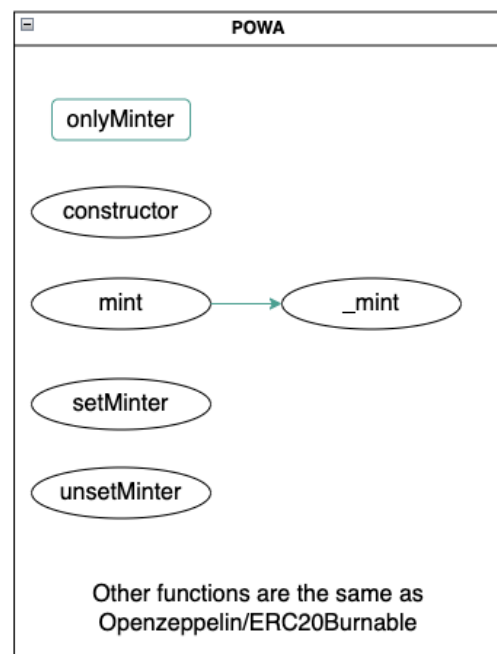 POWA
onlyMinter
constructor
mint
_mint
setMinter
unsetMinter
Other functions are the same as
Openzeppelin/ERC20Burnable